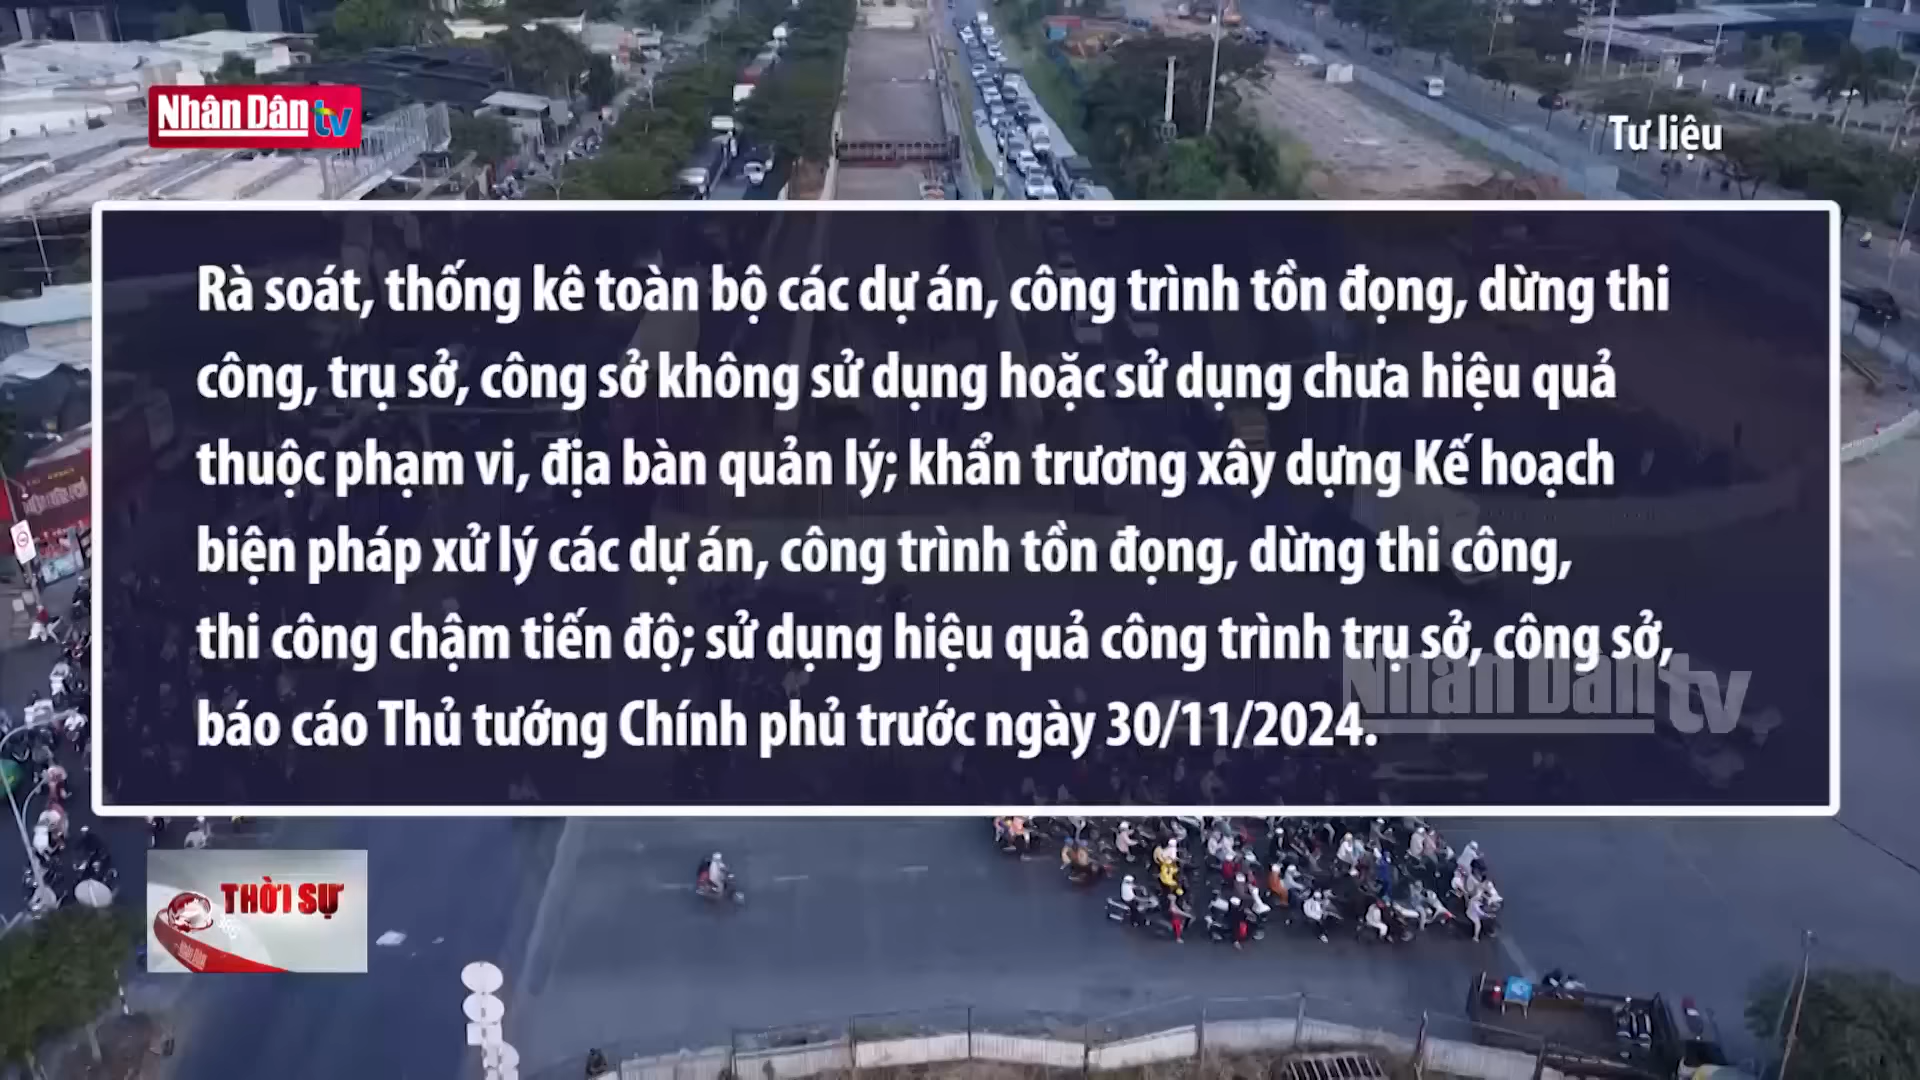 Nhân Dân tv
Tư liệu
Rà soát, thống kê toàn bộ các dự án, công trình tồn đọng, dừng thi
công, trụ sở, công sở không sử dụng hoặc sử dụng chưa hiệu quả
thuộc phạm vi, địa bàn quản lý; khẩn trương xây dựng Kế hoạch
biện pháp xử lý các dự án, công trình tồn đọng, dừng thi công,
thi công chậm tiến độ; sử dụng hiệu quả công trình trụ sở, công sở,
báo cáo Thủ tướng Chính phủ trước ngày 30/11/2024.
Nhân Dân tv
THỜI SỰ
NHÂN DÂN